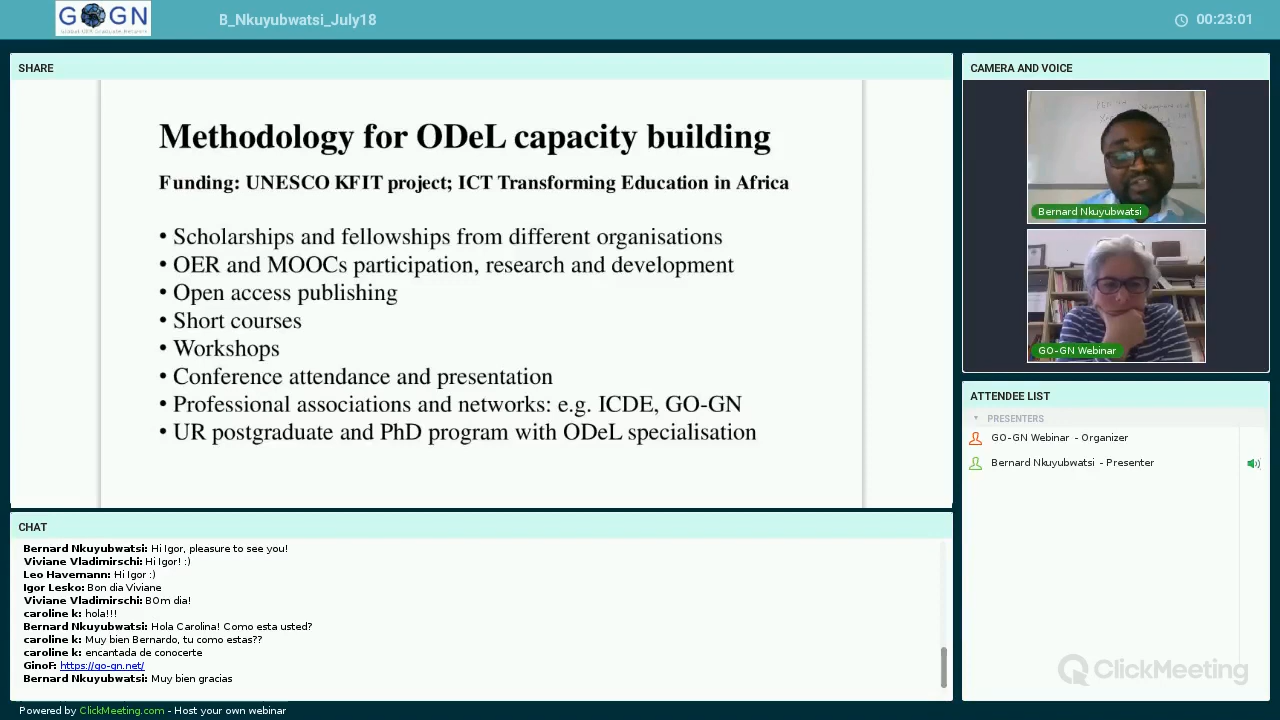 GO GN
B_Nkuyubwatsi_July18
00:23:01
SHARE
Methodology for ODeL capacity building
Funding: UNESCO KFIT project; ICT Transforming Education in Africa
• Scholarships and fellowships from different organisations
• OER and MOOCs participation, research and development
• Open access publishing
• Short courses
• Workshops
• Conference attendance and presentation
• Professional associations and networks: e.g. ICDE, GO-GN
• UR postgraduate and PhD program with ODeL specialisation
CHAT
Bernard Nkuyubwatsi: Hi Igor, pleasure to see you!
Viviane Vladimirschi: Hi Igor! :)
Leo Havemann: Hi Igor :)
Igor Lesko: Bon dia Viviane
Viviane Vladimirschi: BOm dia!
caroline k: hola!!!
Bernard Nkuyubwatsi: Hola Carolina! Como esta usted?
caroline k: Muy bien Bernardo, tu como estas??
caroline k: encantada de conocerte
GinoF: https://go-gn.net/
Bernard Nkuyubwatsi: Muy bien gracias
Powered by ClickMeeting.com - Host your own webinar
CAMERA AND VOICE
Bernard Nkuyubwatsi
GO-GN Webinar
ATTENDEE LIST
PRESENTERS
GO-GN Webinar - Organizer
Bernard Nkuyubwatsi - Presenter
ClickMeeting